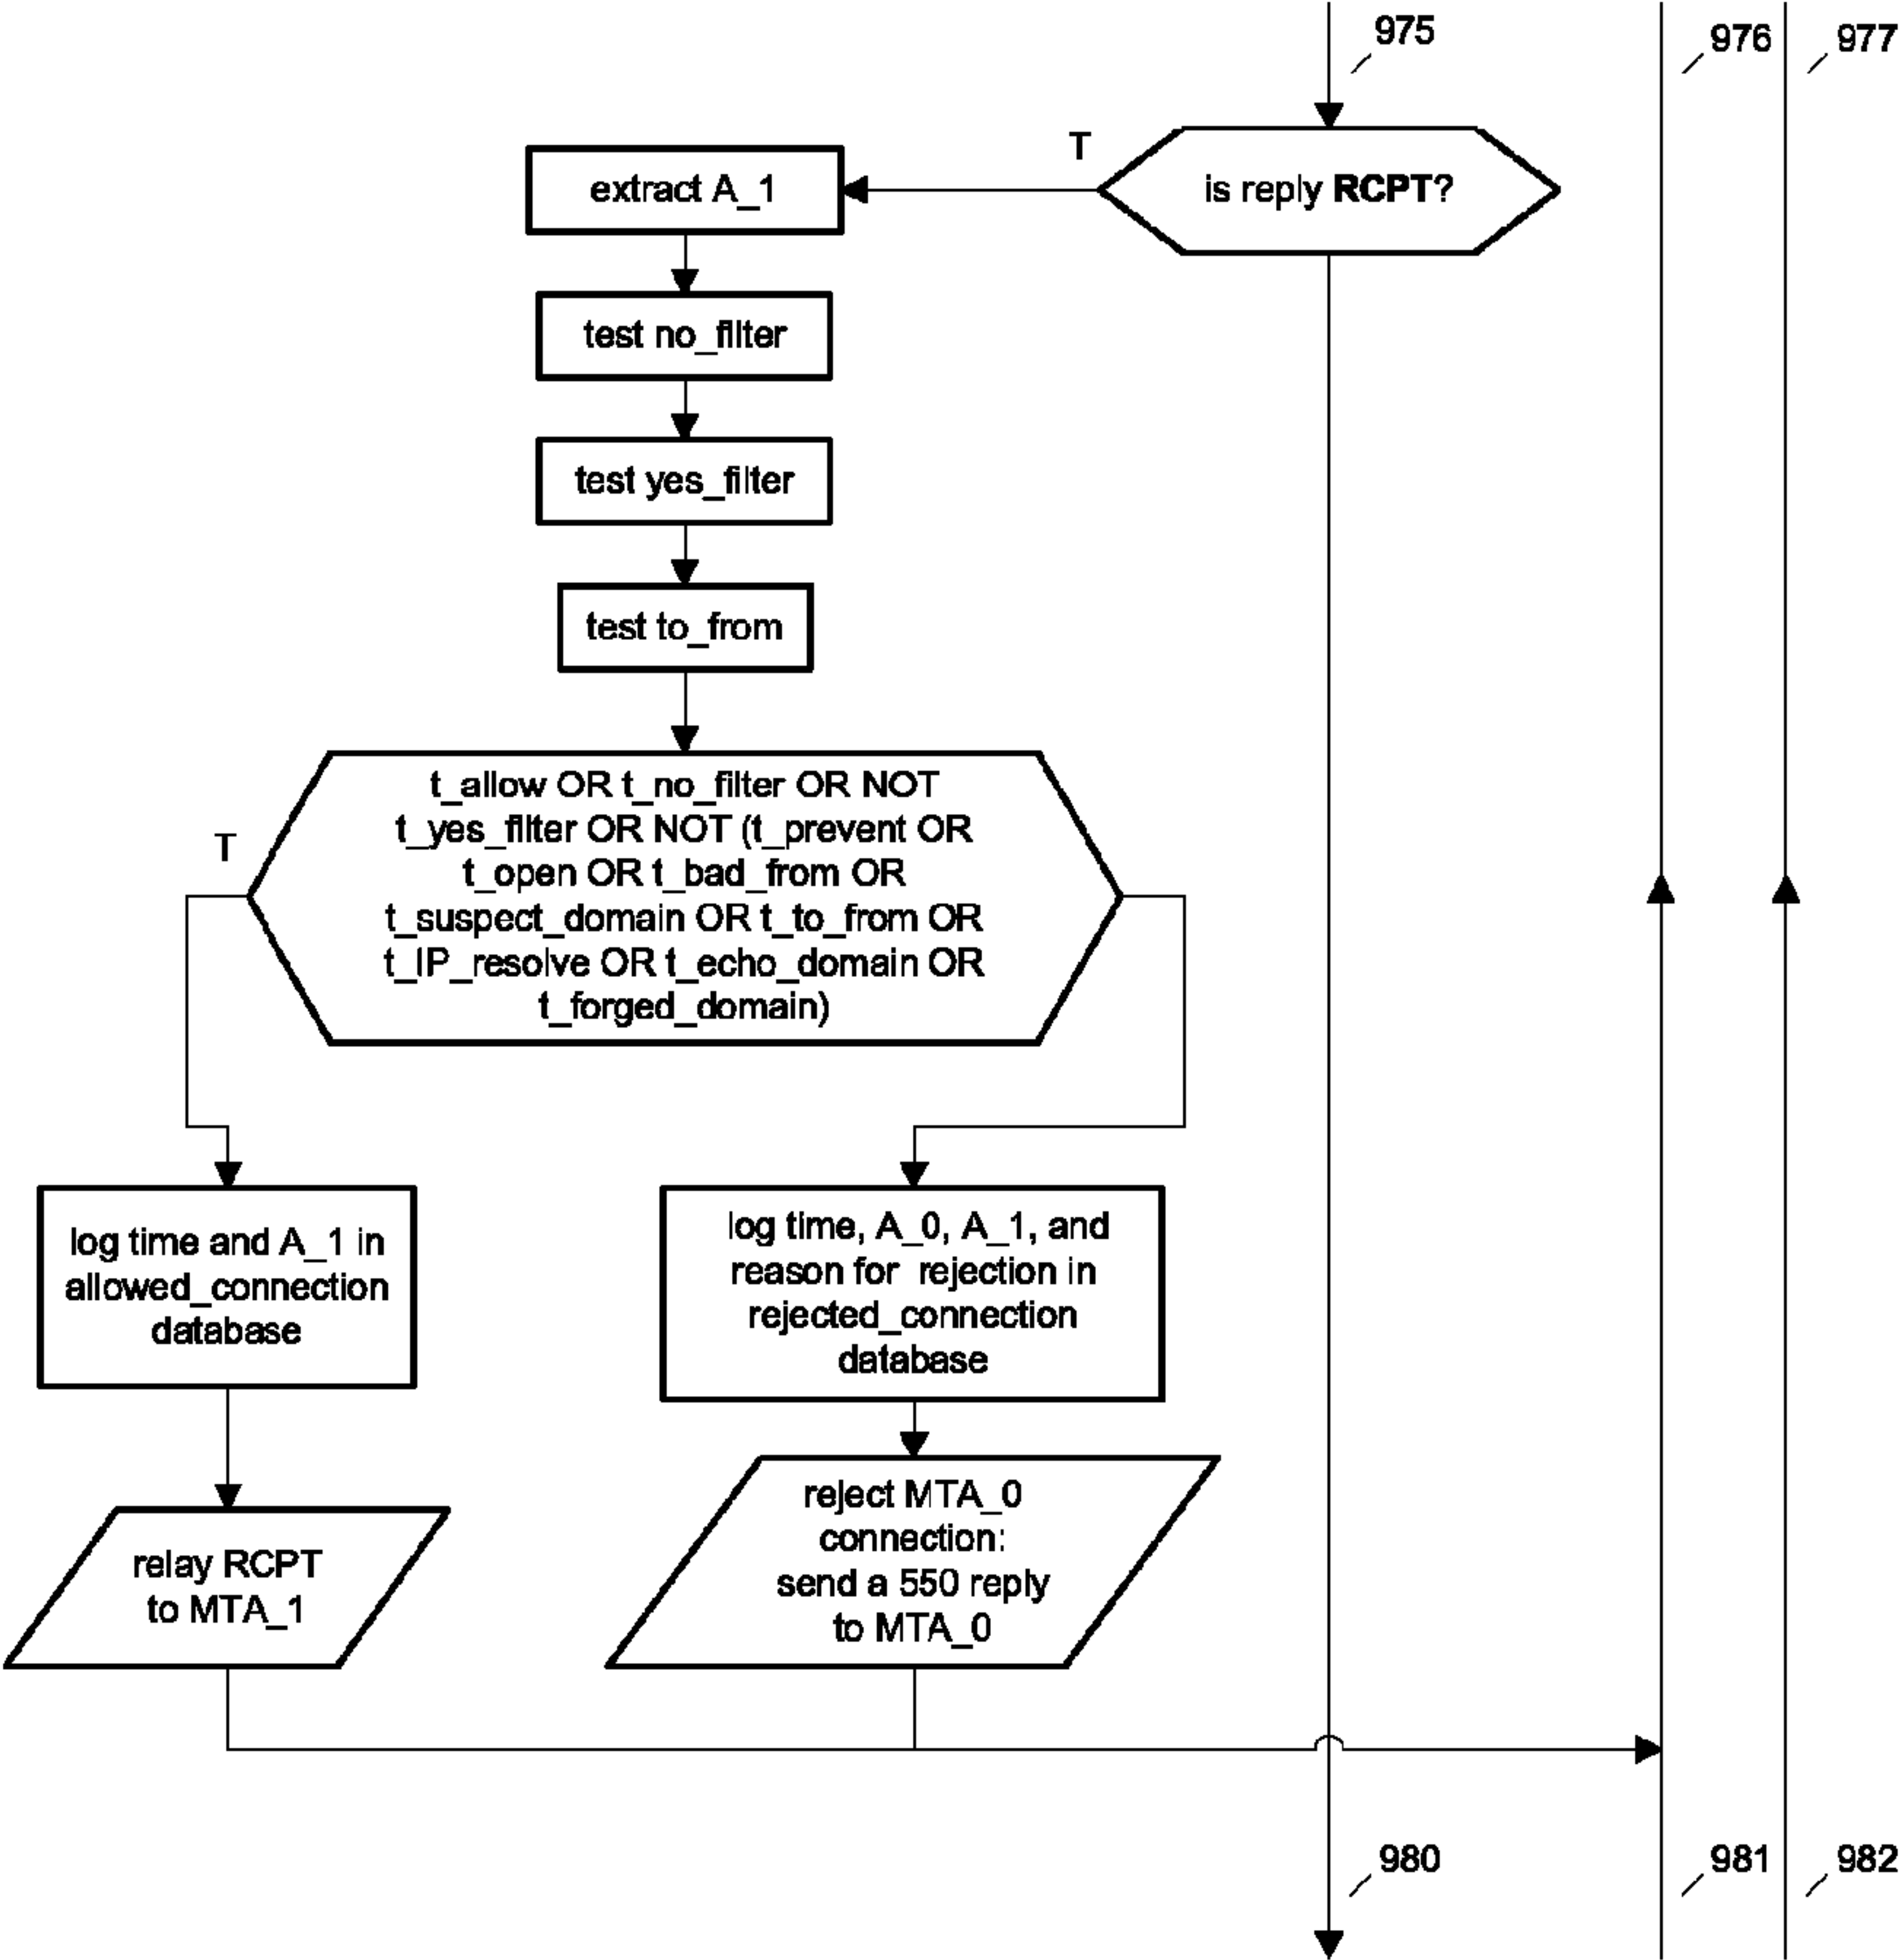 975
976
977
T
is reply RCPT?
extract A_1
test no_filter
test yes_filter
test to_from
t_allow OR t_no_filter OR NOT
t_yes_filter OR NOT (t_prevent OR
t_open OR t_bad_from OR
t_suspect_domain OR t_to_from OR
t_IP_resolve OR t_echo_domain OR
t_forged_domain)
T
log time and A_1 in
allowed_connection
database
log time, A_0, A_1, and
reason for rejection in
rejected_connection
database
relay RCPT
to MTA_1
reject MTA_0
connection:
send a 550 reply
to MTA_0
980
981
982